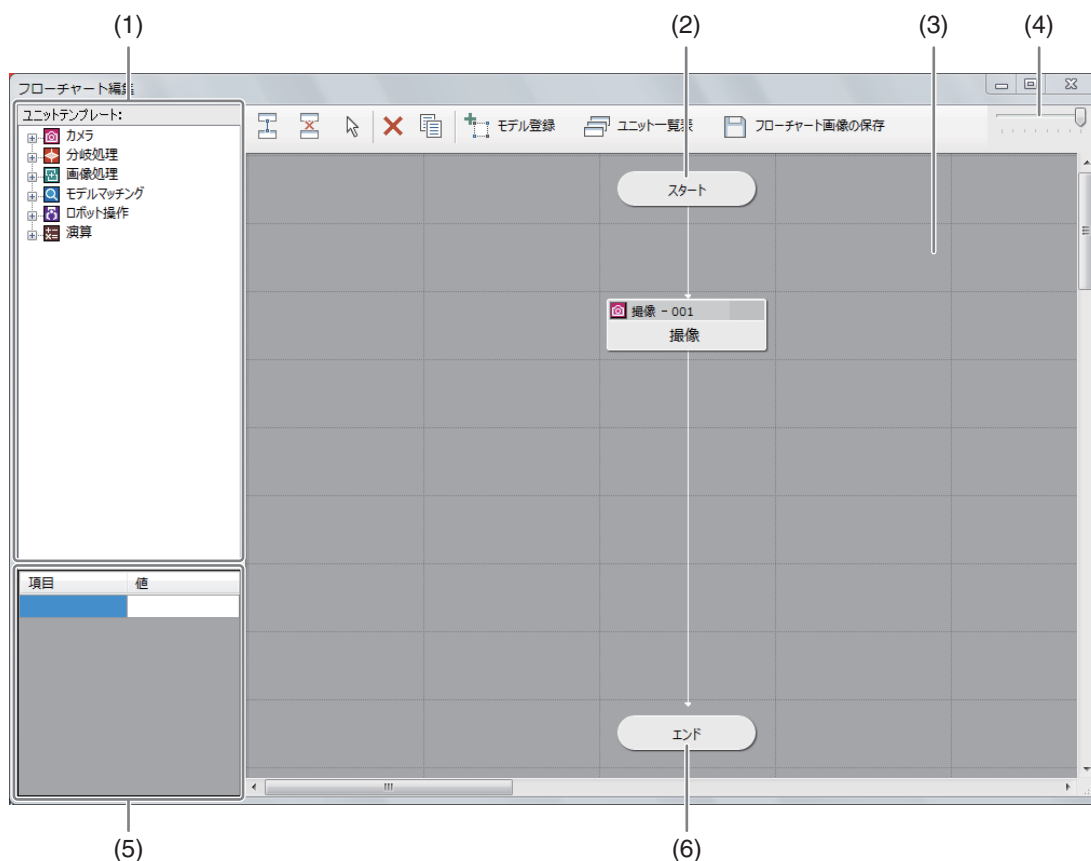 (1) (2) (3) (4)
フローチャート編集
ユニットテンプレート:
カメラ
分岐処理
画像処理
モデルマッチング
ロボット操作
演算
モデル登録 ユニット一覧表 フローチャート画像の保存
スタート
撮像 - 001
撮像
項目 値
エンド
(5) (6)